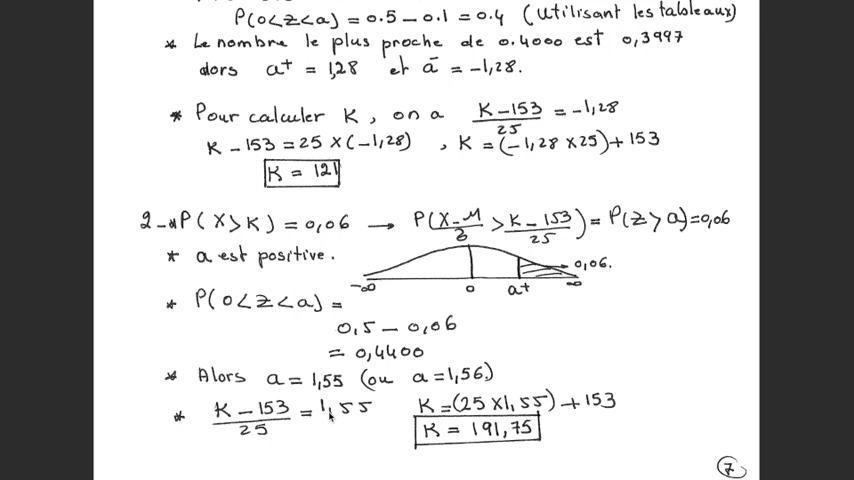 P(0<Z<a) = 0.5 - 0.1 = 0.4 (Utilisant les tableaux)
* Le nombre le plus proche de 0.4000 est 0,3997
alors a+ = 1,28 et a- = -1,28.
* Pour calculer K, on a K - 153 / 25 = -1,28
K - 153 = 25 × (-1,28) , K = (-1,28 × 25) + 153
K = 121
2-* P(X>K) = 0,06 → P(X-M / 3 > K - 153 / 25) = P(Z > a) = 0,06
* a est positive.
0,06.
-∞ 0 a+ ∞
* P(0<Z<a) =
0,5 - 0,06
= 0,4400
* Alors a = 1,55 (ou a = 1,56)
* K - 153 / 25 = 1,55 K = (25 × 1,55) + 153
K = 191,75
7